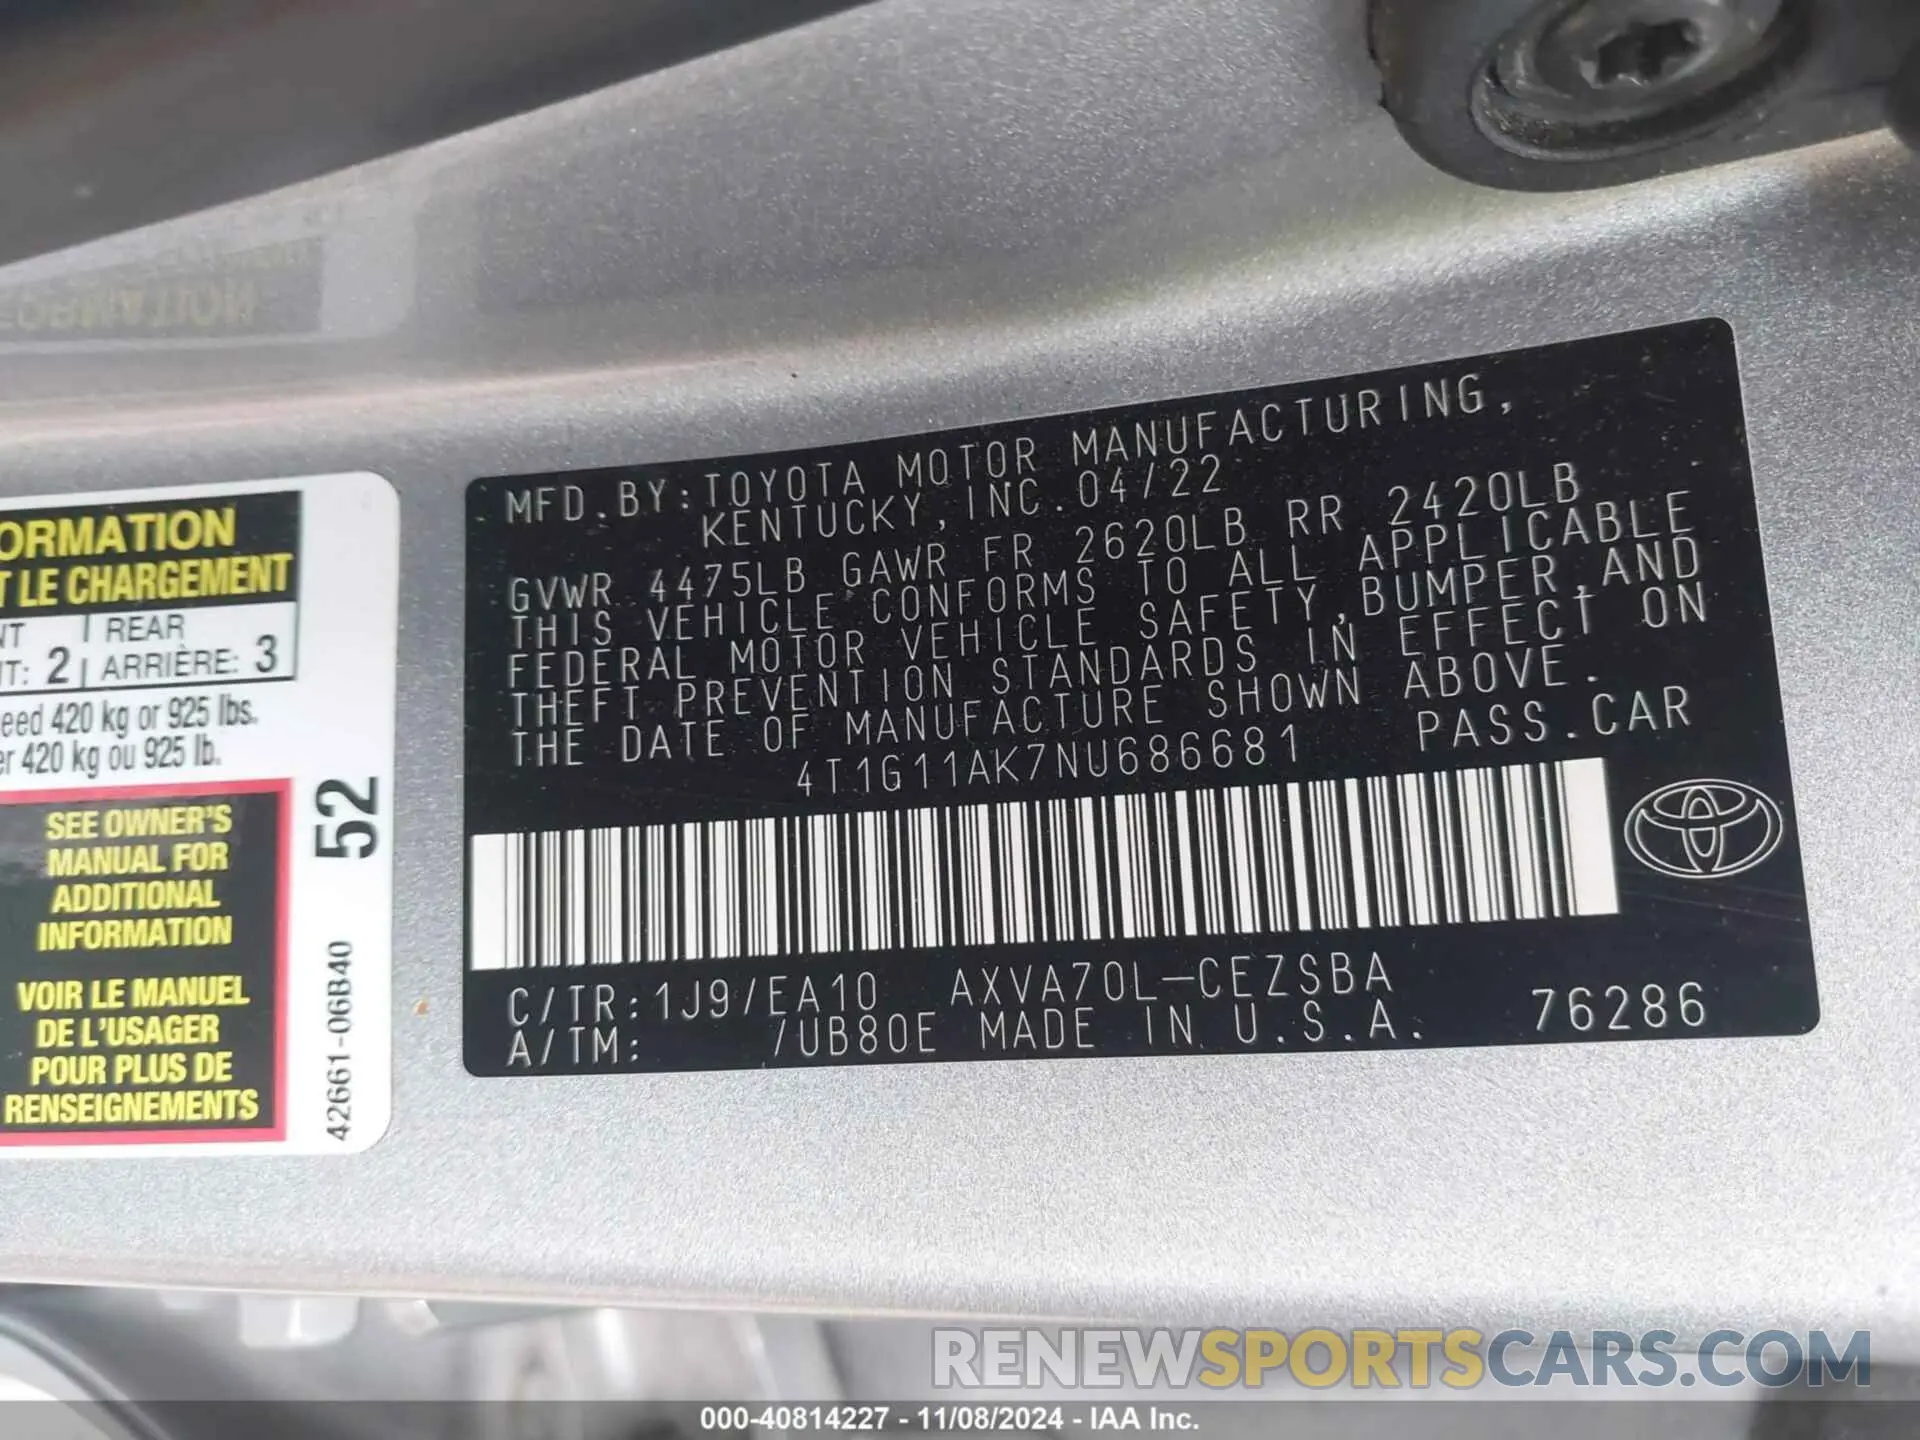 ORMATION
T LE CHARGEMENT
NT | REAR
NT: 2 | ARRIÈRE: 3
eed 420 kg or 925 lbs.
er 420 kg ou 925 lb.
SEE OWNER'S
MANUAL FOR
ADDITIONAL
INFORMATION
VOIR LE MANUEL
DE L'USAGER
POUR PLUS DE
RENSEIGNEMENTS
52
42661-06B40
MFD.BY:TOYOTA MOTOR MANUFACTURING,
KENTUCKY,INC.04/22
GVWR 4475LB GAWR FR 2620LB RR 2420LB
THIS VEHICLE CONFORMS TO ALL APPLICABLE
FEDERAL MOTOR VEHICLE SAFETY,BUMPER,AND
THEFT PREVENTION STANDARDS IN EFFECT ON
THE DATE OF MANUFACTURE SHOWN ABOVE.
4T1G11AK7NU686681 PASS.CAR
C/TR:1J9/EA10 AXVA70L-CEZSBA
A/TM: /UB80E MADE IN U.S.A. 76286
RENEWSPORTSCARS.COM
000-40814227 - 11/08/2024 - IAA Inc.